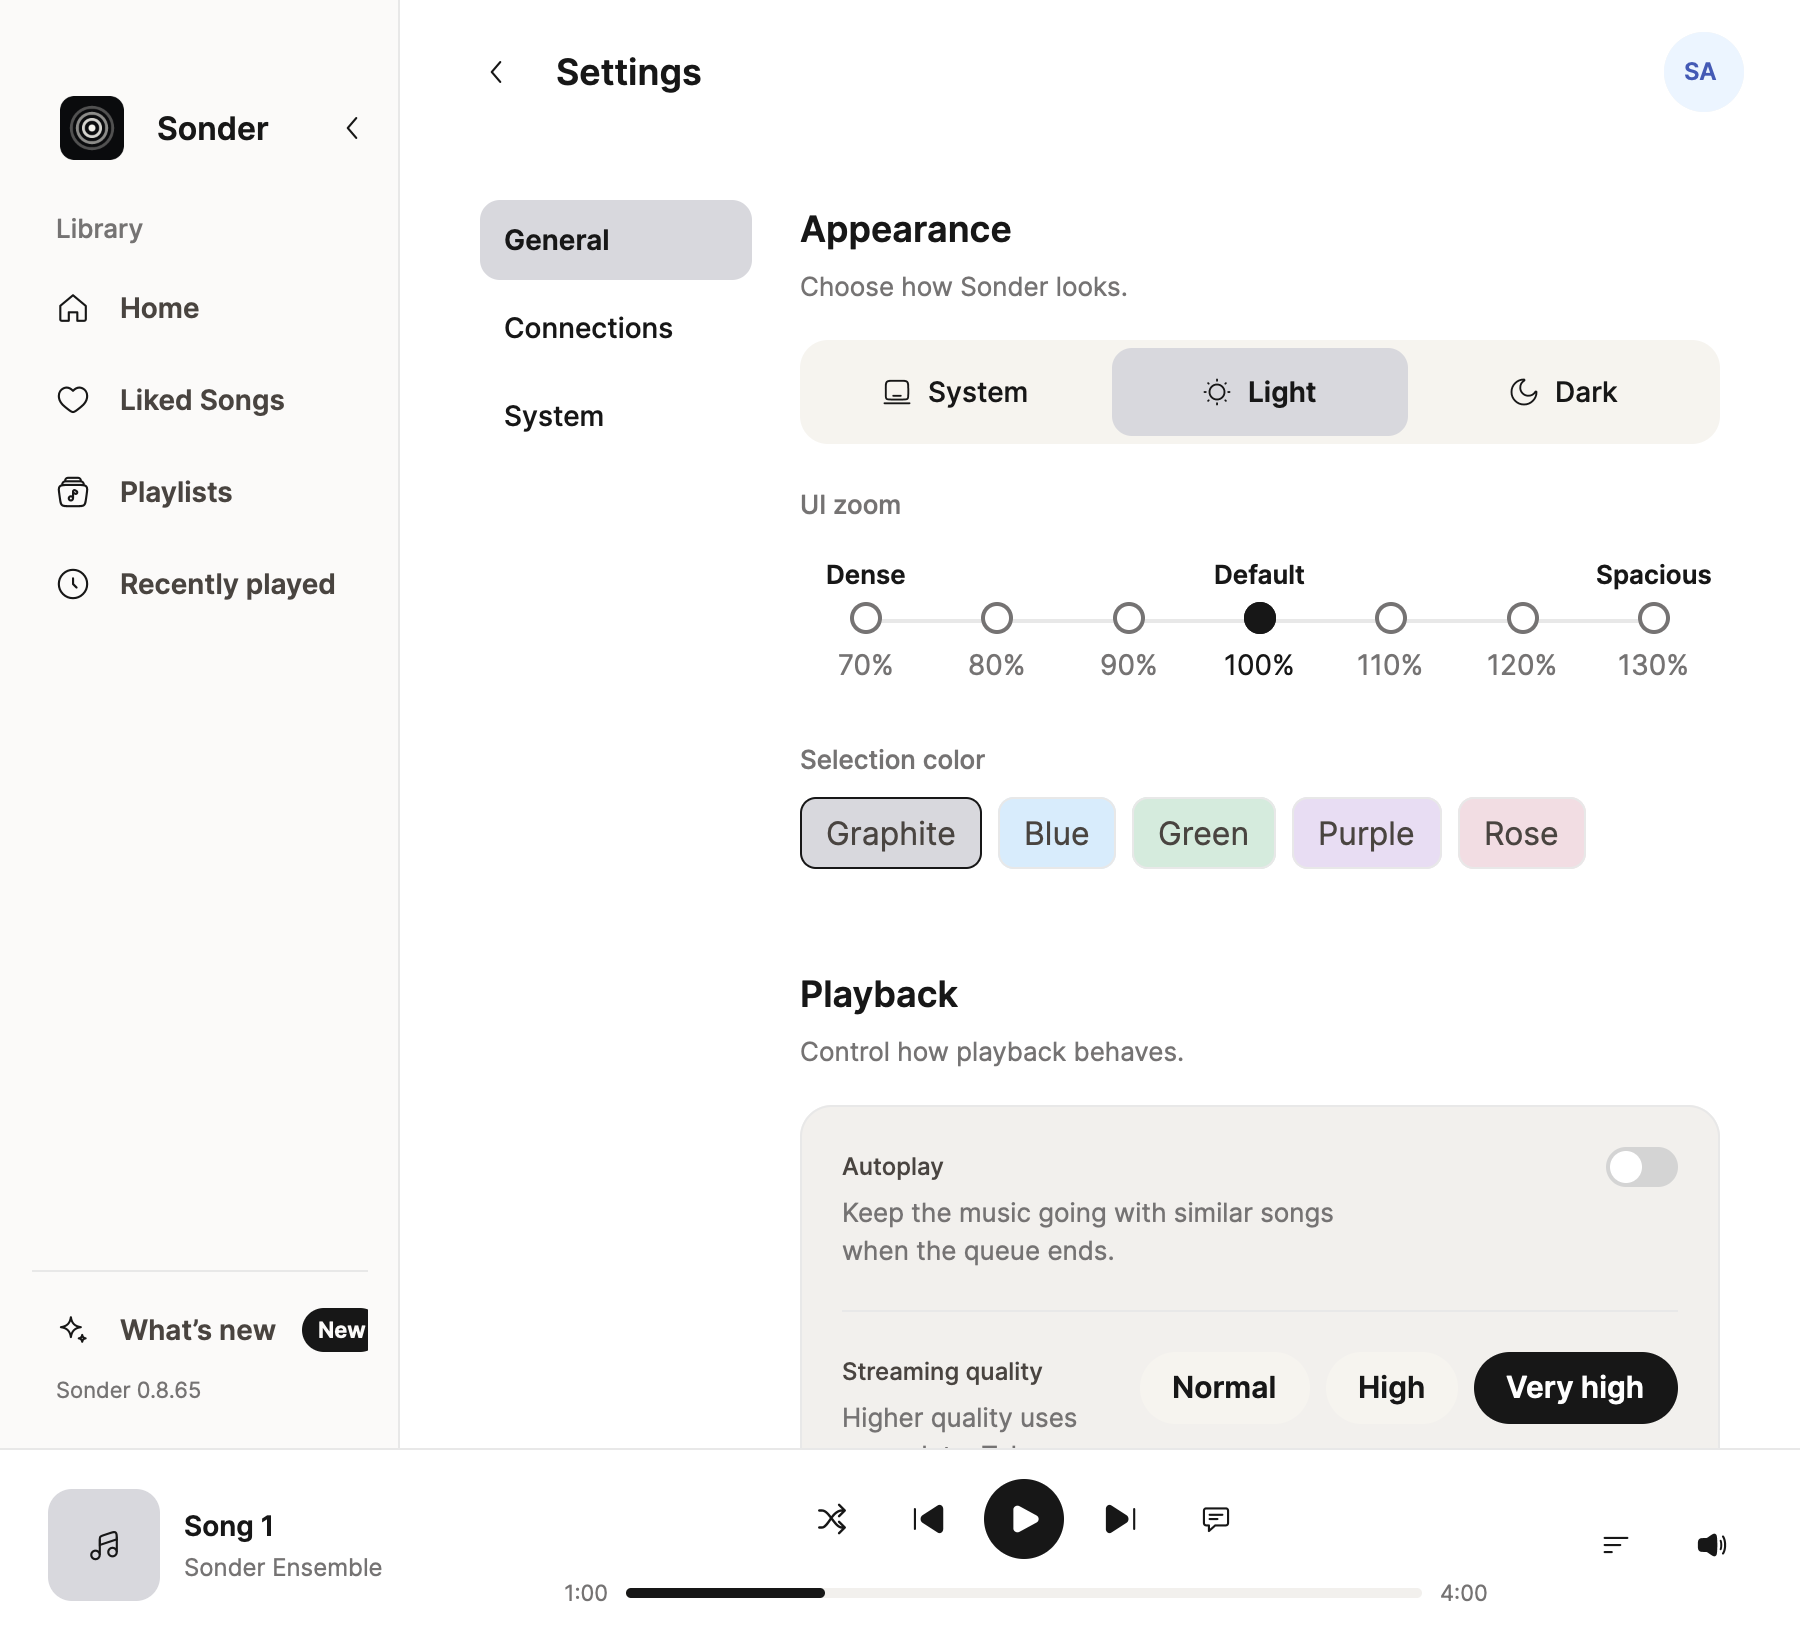 Sonder
Library
Home
Liked Songs
Playlists
Recently played
What’s new
New
Sonder 0.8.65
Settings
SA
General
Connections
System
Appearance
Choose how Sonder looks.
System
Light
Dark
UI zoom
Dense
Default
Spacious
70%
80%
90%
100%
110%
120%
130%
Selection color
Graphite
Blue
Green
Purple
Rose
Playback
Control how playback behaves.
Autoplay
Keep the music going with similar songs
when the queue ends.
Streaming quality
Higher quality uses
Normal
High
Very high
Song 1
Sonder Ensemble
1:00
4:00